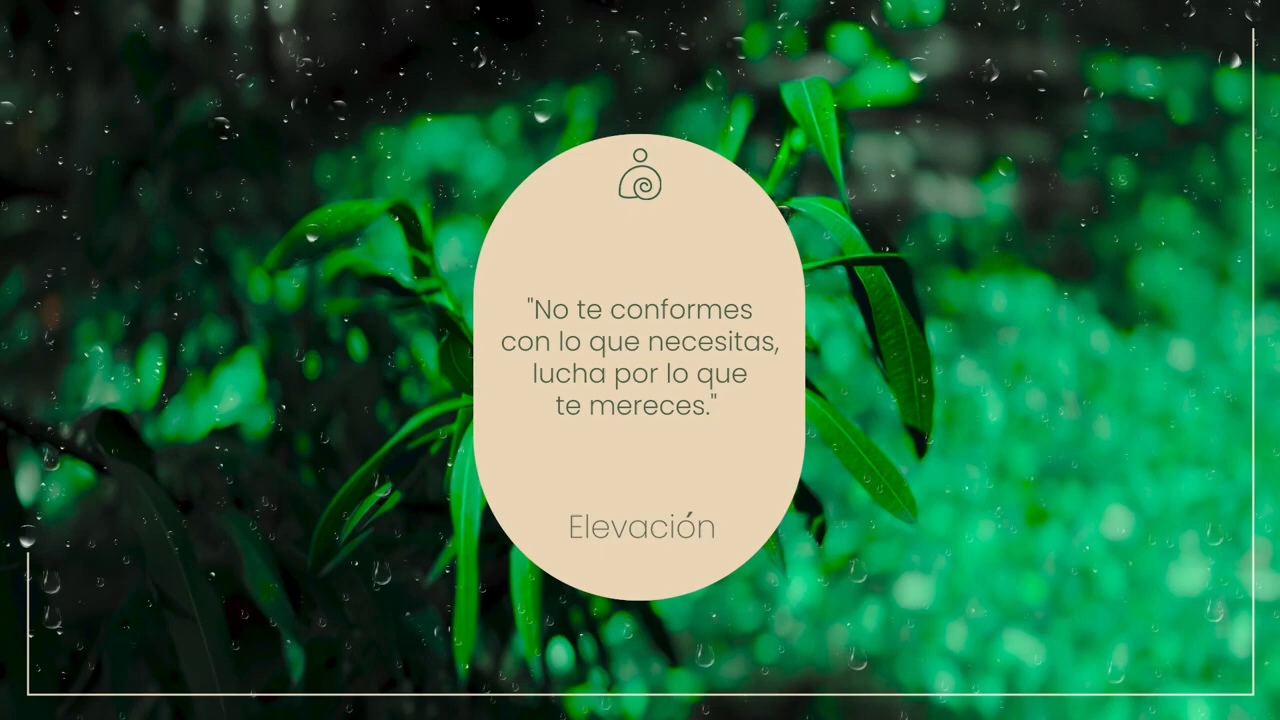 "No te conformes
con lo que necesitas,
lucha por lo que
te mereces."
Elevación